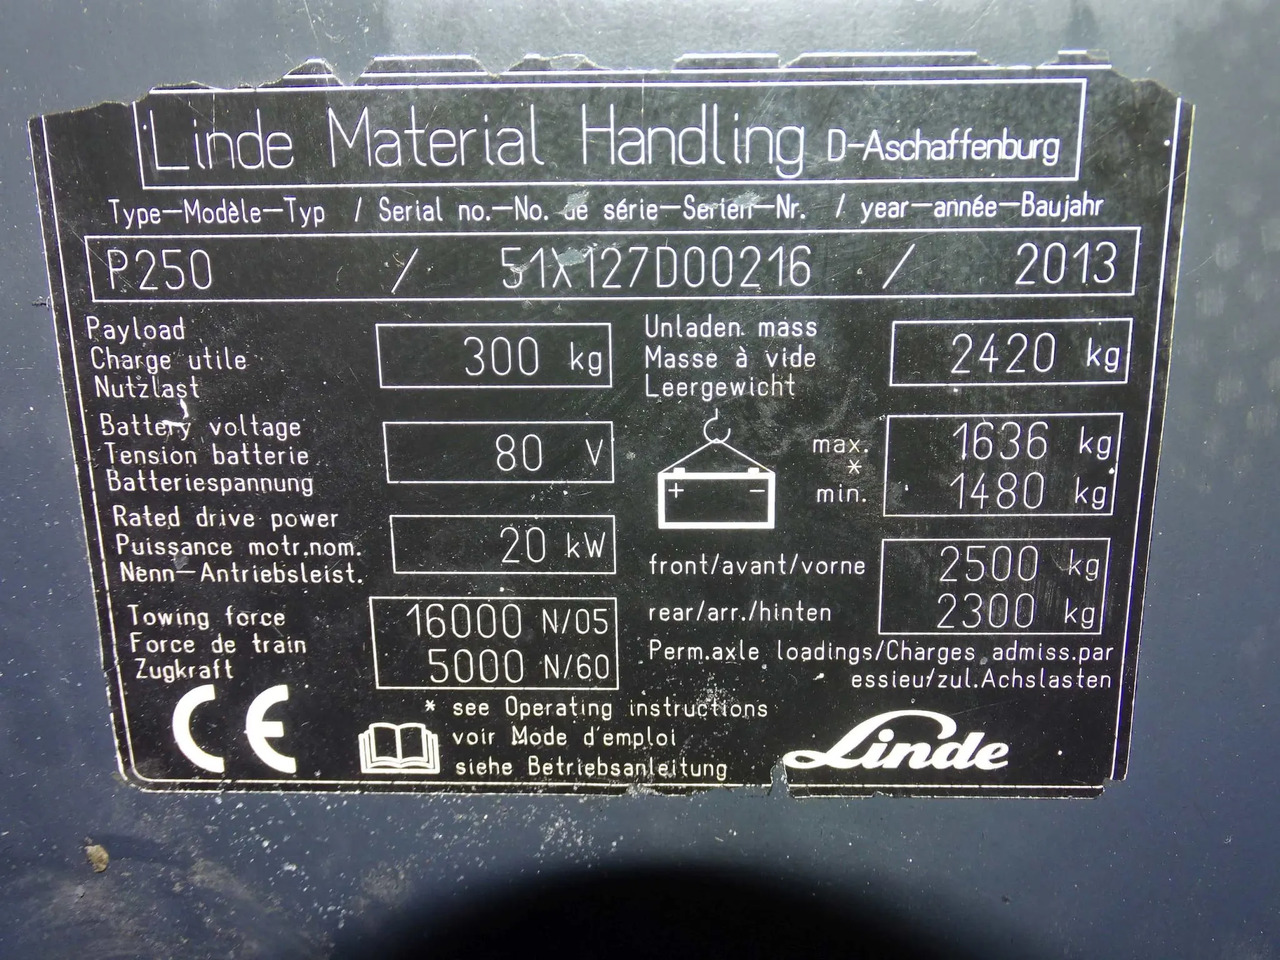 Linde Material Handling D-Aschaffenburg
Type-Modèle-Typ / Serial no.-No. de série-Serien-Nr. / year-année-Baujahr
P250 / 51X127D00216 / 2013
Payload
Charge utile
Nutzlast
300 kg
Unladen mass
Masse à vide
Leergewicht
2420 kg
Battery voltage
Tension batterie
Batteriespannung
80 V
+ -
max. 1636 kg
*
min. 1480 kg
Rated drive power
Puissance motr.nom.
Nenn-Antriebsleist.
20 kW
front/avant/vorne 2500 kg
rear/arr./hinten 2300 kg
Perm.axle loadings/Charges admiss.par
essieu/zul.Achslasten
Towing force
Force de train
Zugkraft
16000 N/05
5000 N/60
CE
* see Operating instructions
voir Mode d'emploi
siehe Betriebsanleitung
Linde